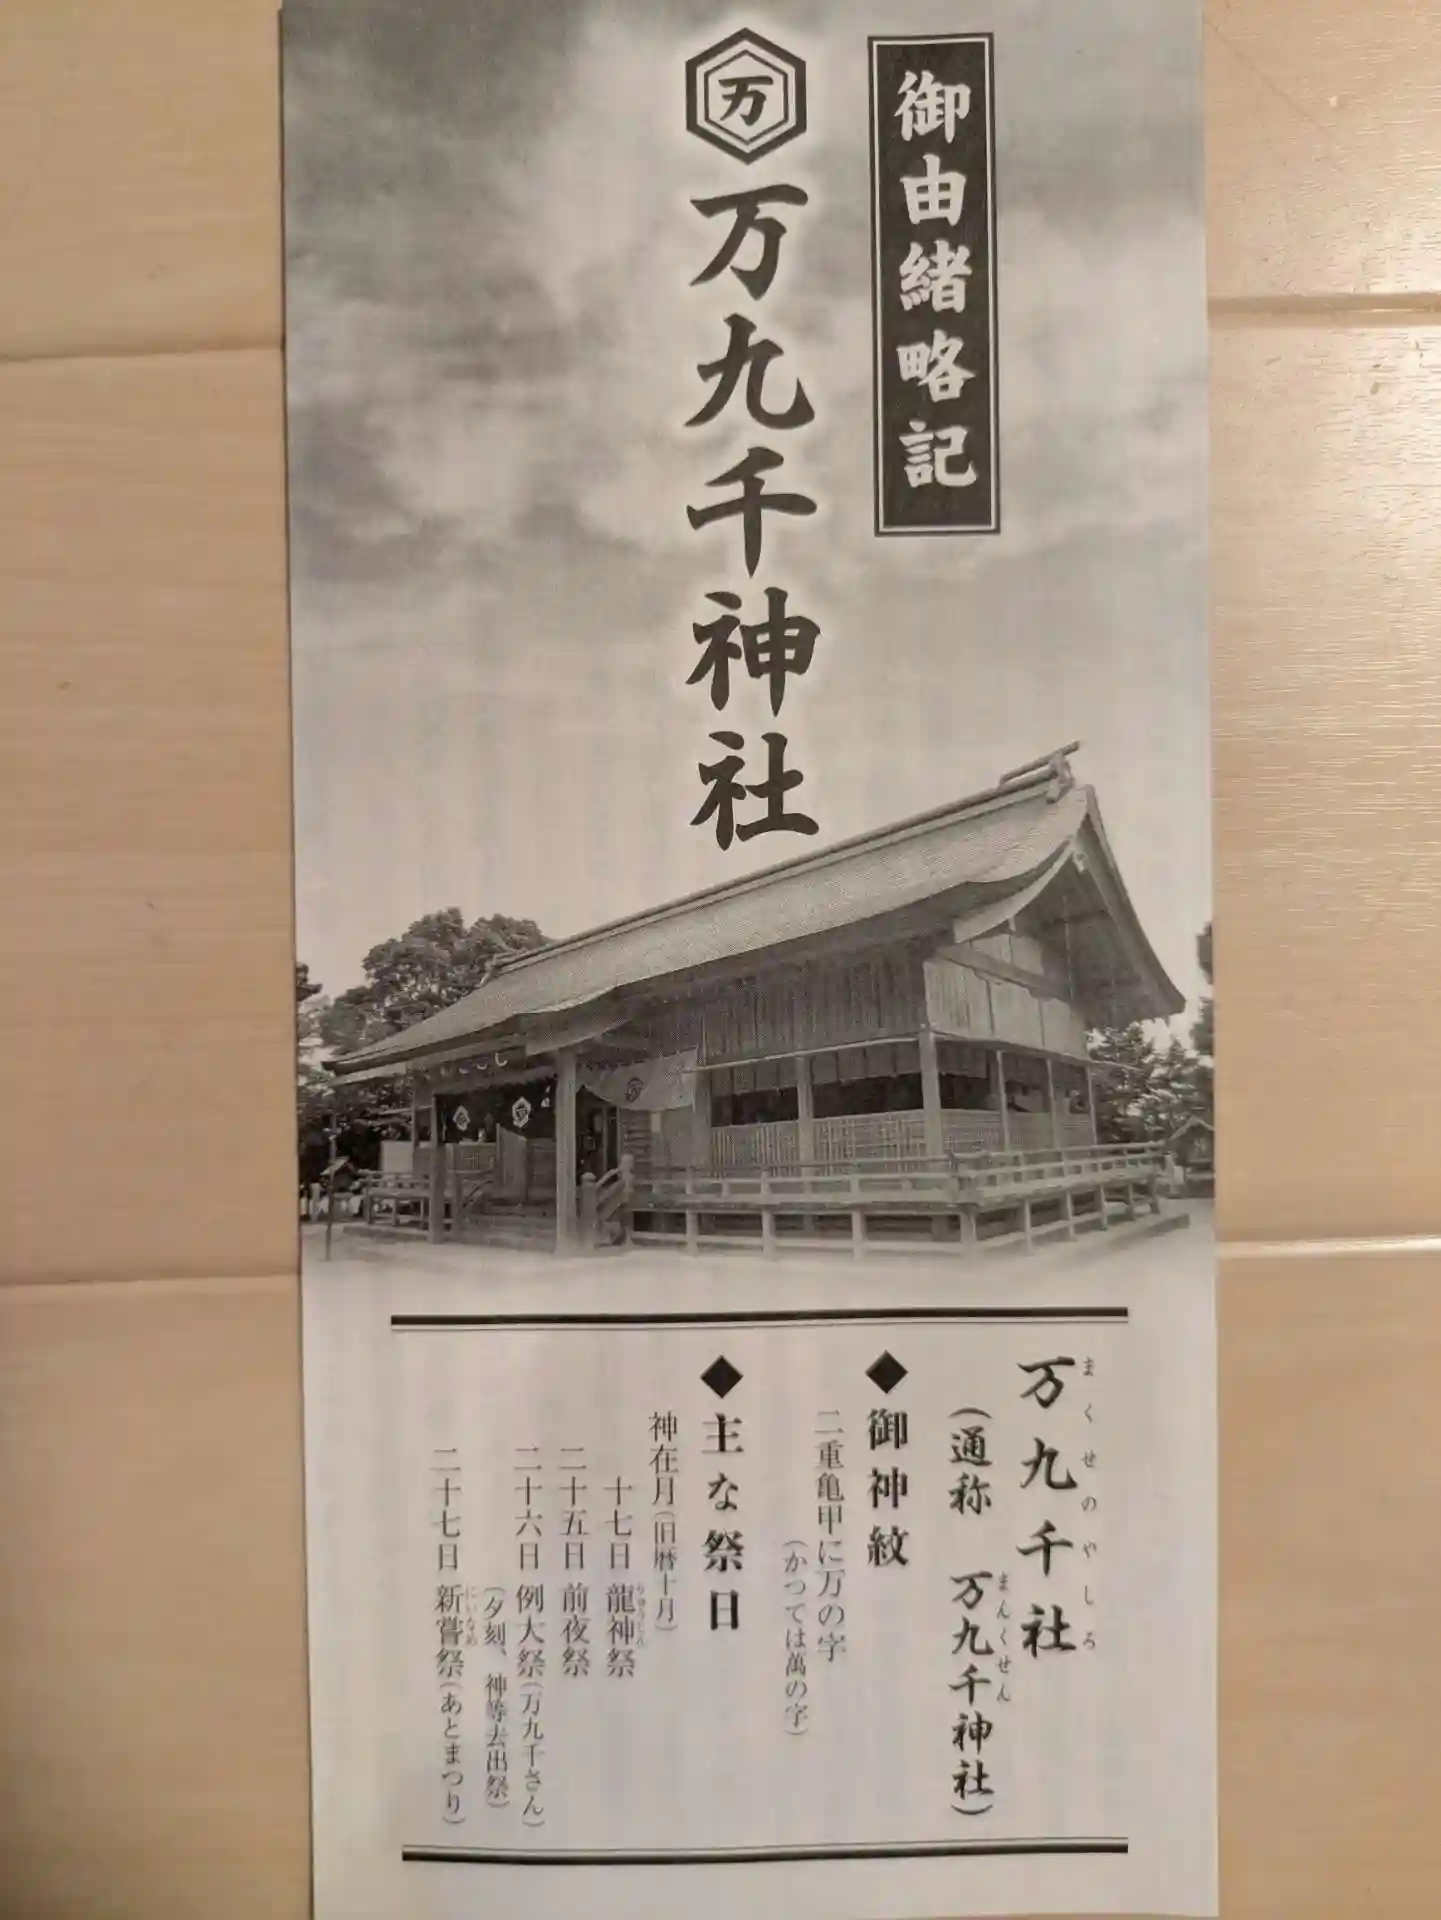 御由緒略記
万
万九千神社
まくせのやしろ
万九千社
まんくせん
(通称 万九千神社)
◆御神紋
二重亀甲に万の字
(かつては萬の字)
◆主な祭日
神在月(旧暦十月)
十七日 龍神祭
二十五日 前夜祭
二十六日 例大祭(万九千さん)
(夕刻、神等去出祭)
にいなめ
二十七日 新嘗祭(あとまつり)